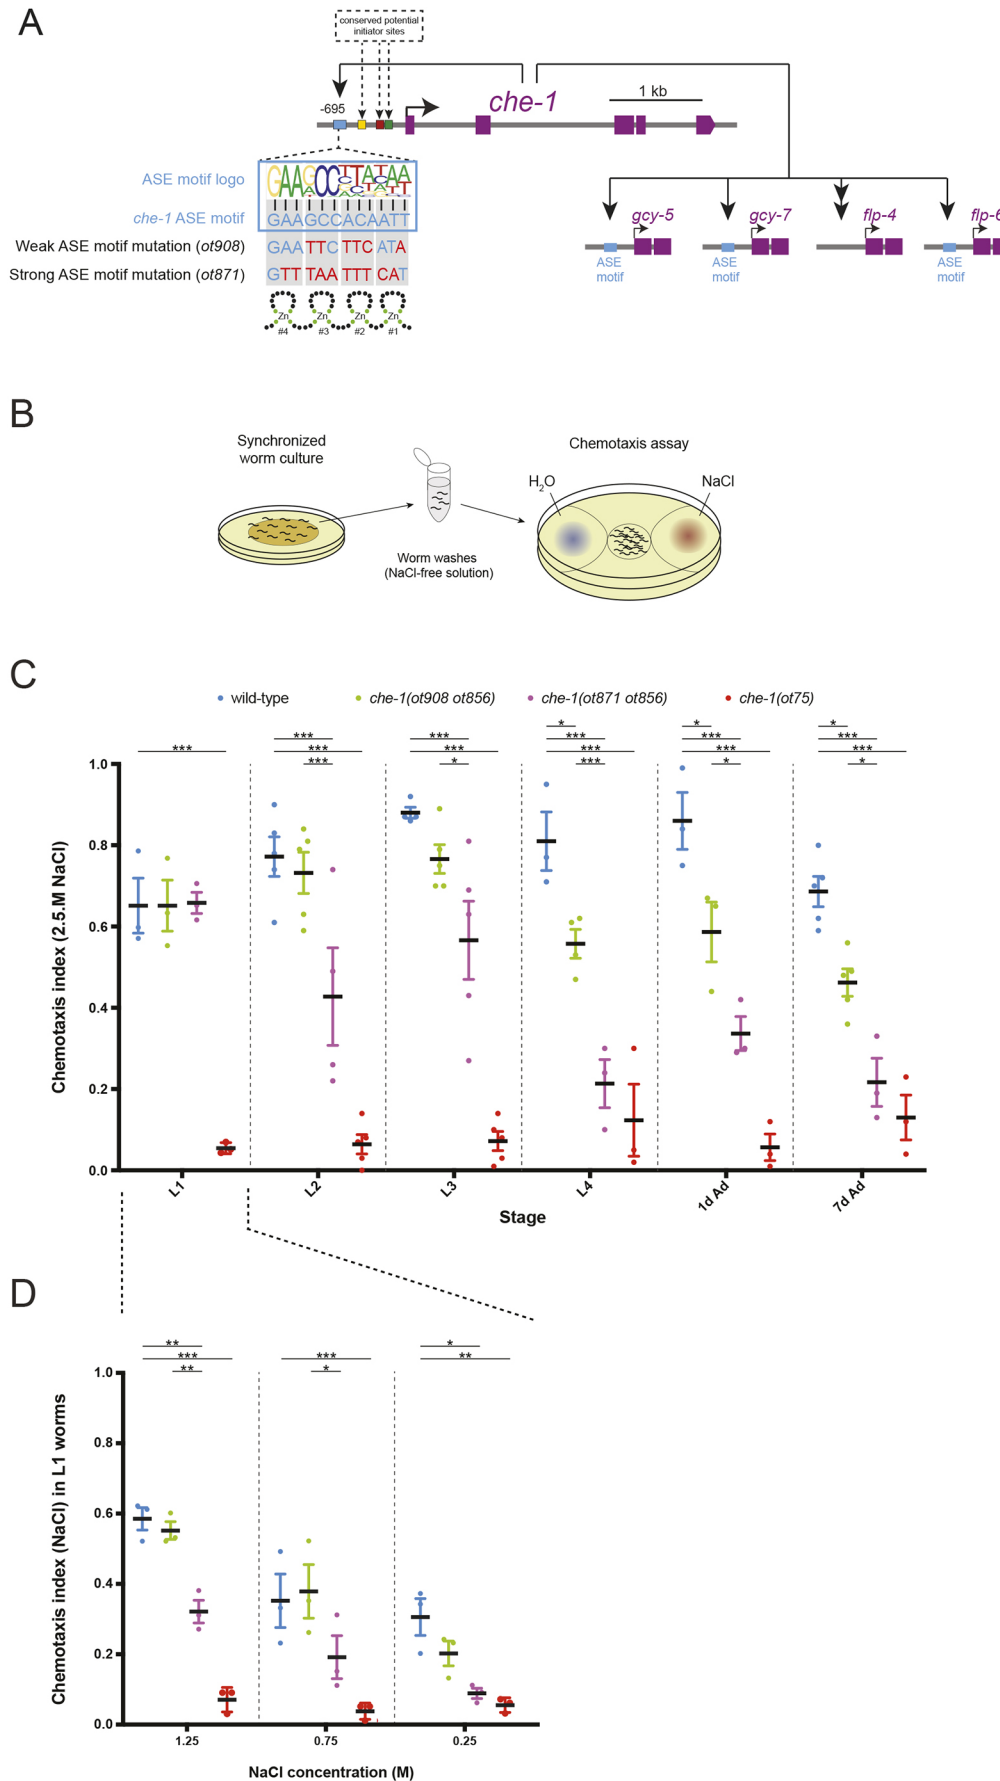 A
conserved potential
initiator sites
-695
che-1
1 kb
ASE motif logo
GAAGCCTTATAA
che-1 ASE motif
GAAGCCACAATT
Weak ASE motif mutation (ot908)
GAA TTC TTC ATA
Strong ASE motif mutation (ot871)
GTT TAA TTT CAT
Zn Zn Zn Zn
#4 #3 #2 #1
gcy-5 gcy-7 flp-4 flp-6
ASE motif
ASE motif
ASE motif
B
Synchronized
worm culture
Worm washes
(NaCl-free solution)
Chemotaxis assay
H2O
NaCl
C
wild-type che-1(ot908 ot856) che-1(ot871 ot856) che-1(ot75)
* * *
*** *** *** *** ***
*** *** *** *** *** ***
*** * *** * *
Chemotaxis index (2.5.M NaCl)
1.0
0.8
0.6
0.4
0.2
0.0
L1 L2 L3 L4 1d Ad 7d Ad
Stage
D
** *
*** *** **
** *
Chemotaxis index (NaCl) in L1 worms
1.0
0.8
0.6
0.4
0.2
0.0
1.25 0.75 0.25
NaCl concentration (M)